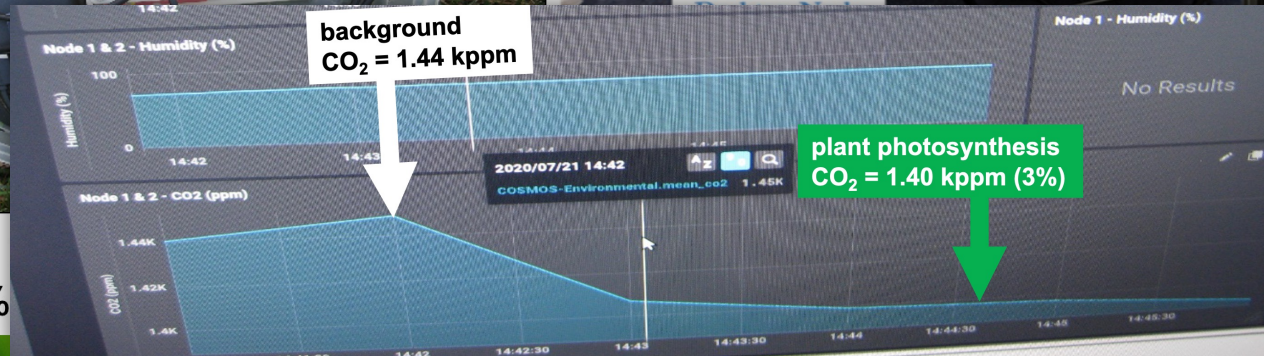 14:42
background
CO₂ = 1.44 kppm
Node 1 & 2 - Humidity (%)
Node 1 - Humidity (%)
100
Humidity (%)
0
14:42
14:43
No Results
2020/07/21 14:42
COSMOS-Environmental.mean_co2 1.45K
plant photosynthesis
CO₂ = 1.40 kppm (3%)
Node 1 & 2 - CO2 (ppm)
1.44K
CO2 (ppm)
1.42K
1.4K
14:42
14:42:30
14:43
14:43:30
14:44
14:44:30
14:45
14:45:30